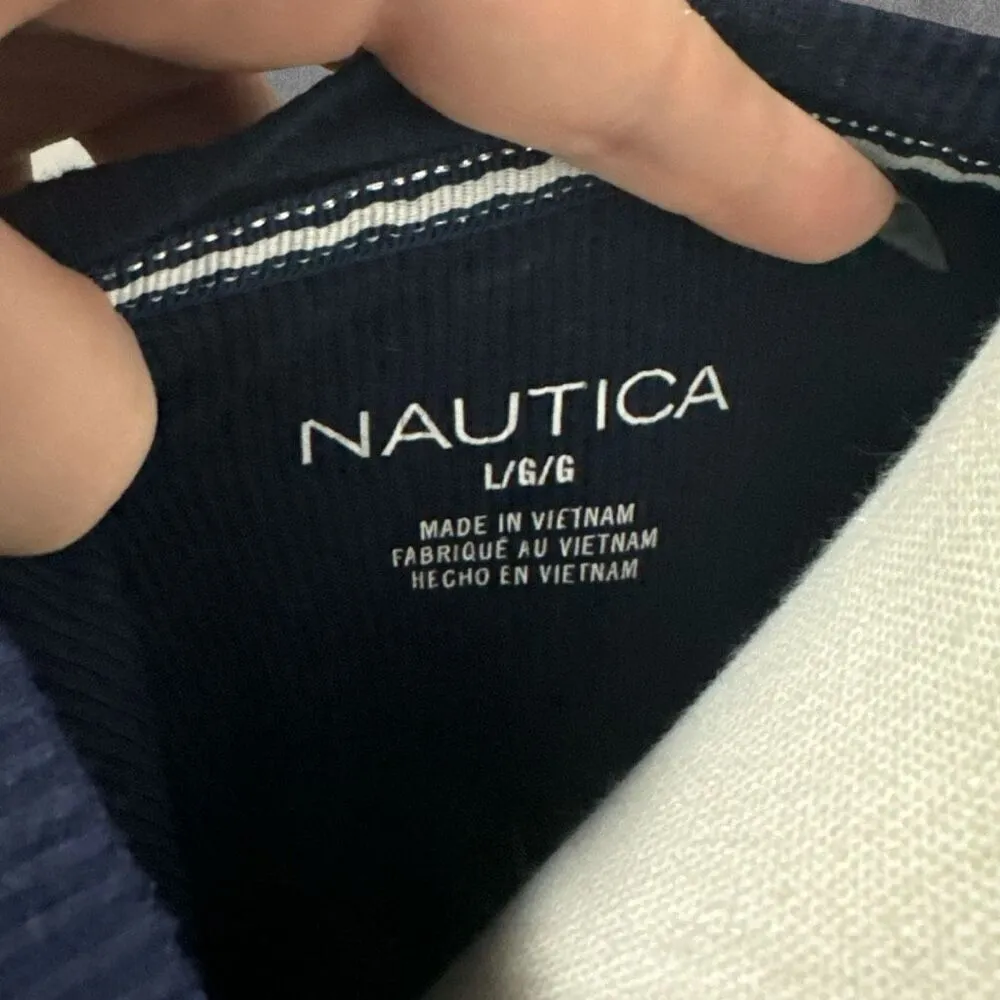 NAUTICA
L/G/G
MADE IN VIETNAM
FABRIQUÉ AU VIETNAM
HECHO EN VIETNAM